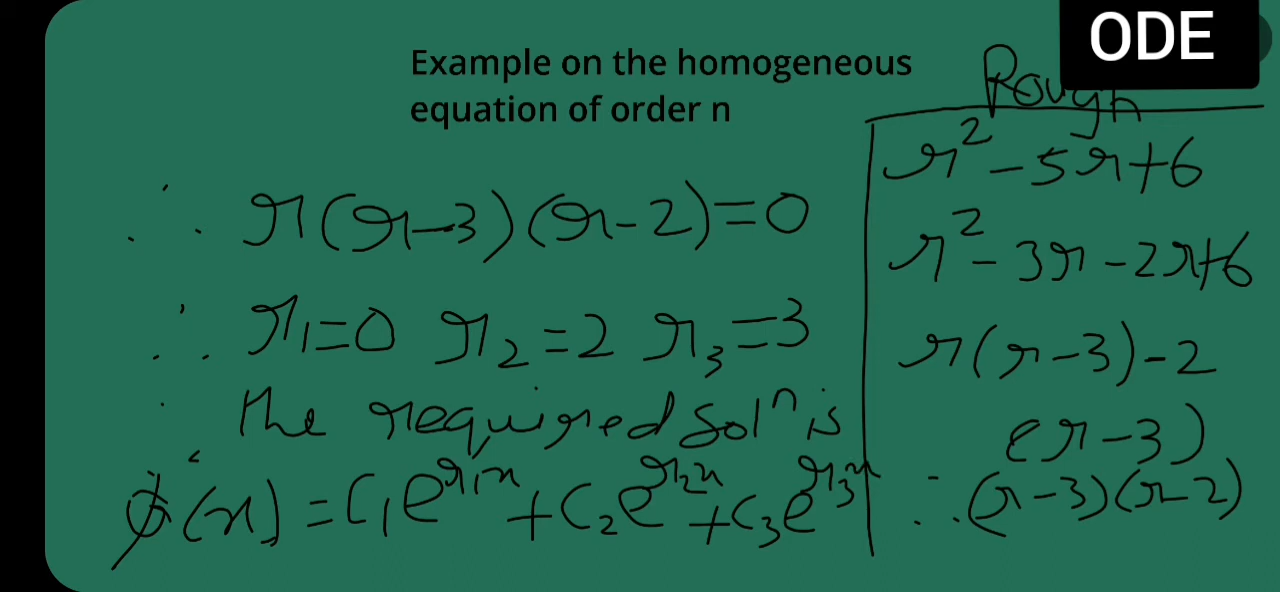 ODE
Example on the homogeneous
equation of order n
∴ r(r-3)(r-2)=0
∴ r₁=0 r₂=2 r₃=3
∴ the required solⁿ is
ϕ(x) = C₁e^r₁x + C₂e^r₂x + C₃e^r₃x
Rough
r² - 5r + 6
r² - 3r - 2r + 6
r(r-3)-2
(r-3)
∴ (r-3)(r-2)